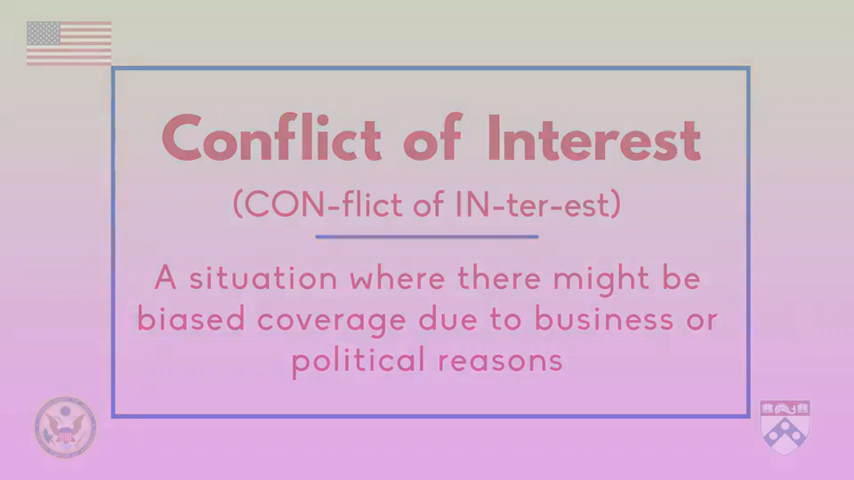 Conflict of Interest
(CON-flict of IN-ter-est)
A situation where there might be
biased coverage due to business or
political reasons